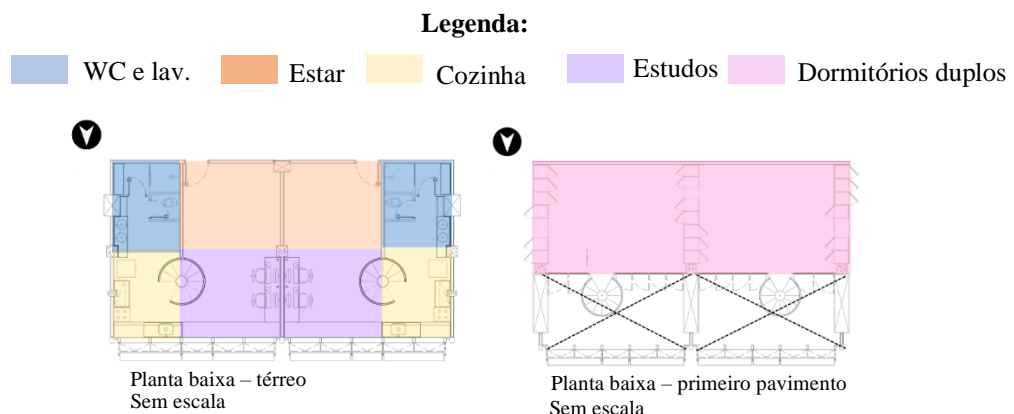 Legenda:
WC e lav.
Estar
Cozinha
Estudos
Dormitórios duplos
Planta baixa – térreo
Sem escala
Planta baixa – primeiro pavimento
Sem escala